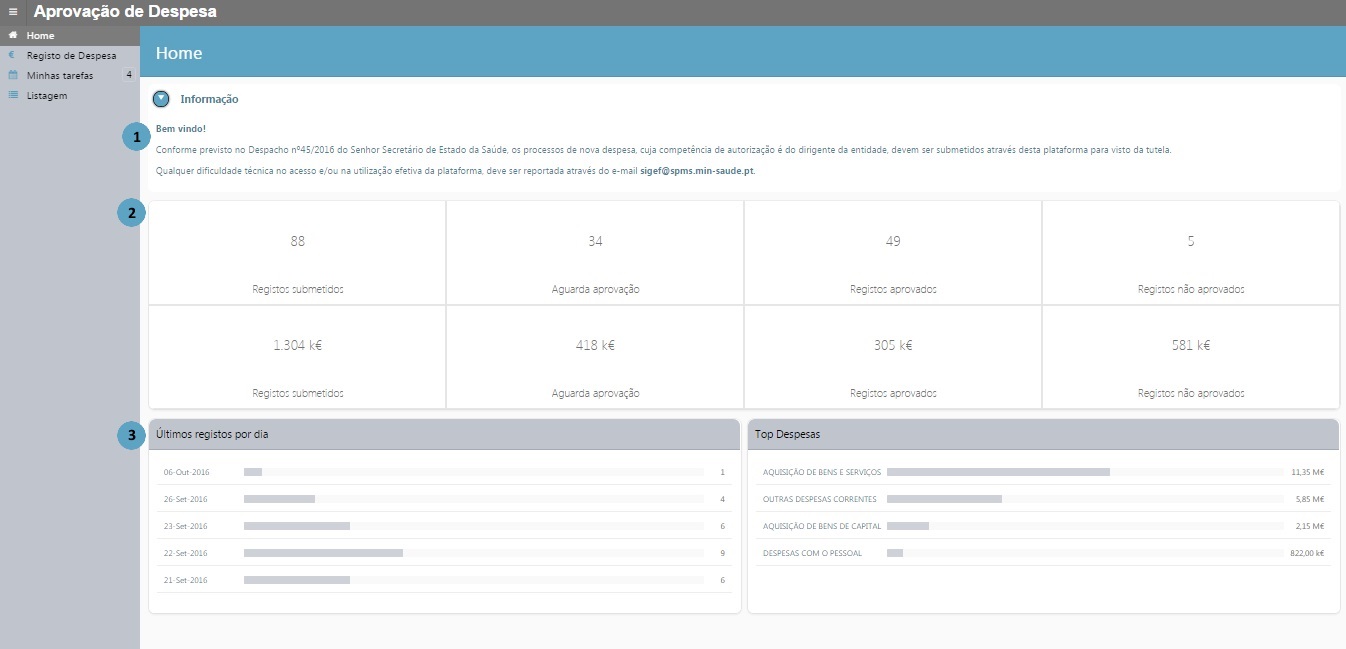 Aprovação de Despesa
Home
Registo de Despesa
Minhas tarefas 4
Listagem
Home
Informação
1
Bem vindo!
Conforme previsto no Despacho nº45/2016 do Senhor Secretário de Estado da Saúde, os processos de nova despesa, cuja competência de autorização é do dirigente da entidade, devem ser submetidos através desta plataforma para visto da tutela.
Qualquer dificuldade técnica no acesso e/ou na utilização efetiva da plataforma, deve ser reportada através do e-mail sigef@spms.min-saude.pt.
2
88 34 49 5
Registos submetidos Aguarda aprovação Registos aprovados Registos não aprovados
1.304 k€ 418 k€ 305 k€ 581 k€
Registos submetidos Aguarda aprovação Registos aprovados Registos não aprovados
3
Últimos registos por dia
06-Out-2016 1
26-Set-2016 4
23-Set-2016 6
22-Set-2016 9
21-Set-2016 6
Top Despesas
AQUISIÇÃO DE BENS E SERVIÇOS 11,35 M€
OUTRAS DESPESAS CORRENTES 5,85 M€
AQUISIÇÃO DE BENS DE CAPITAL 2,15 M€
DESPESAS COM O PESSOAL 822,00 k€